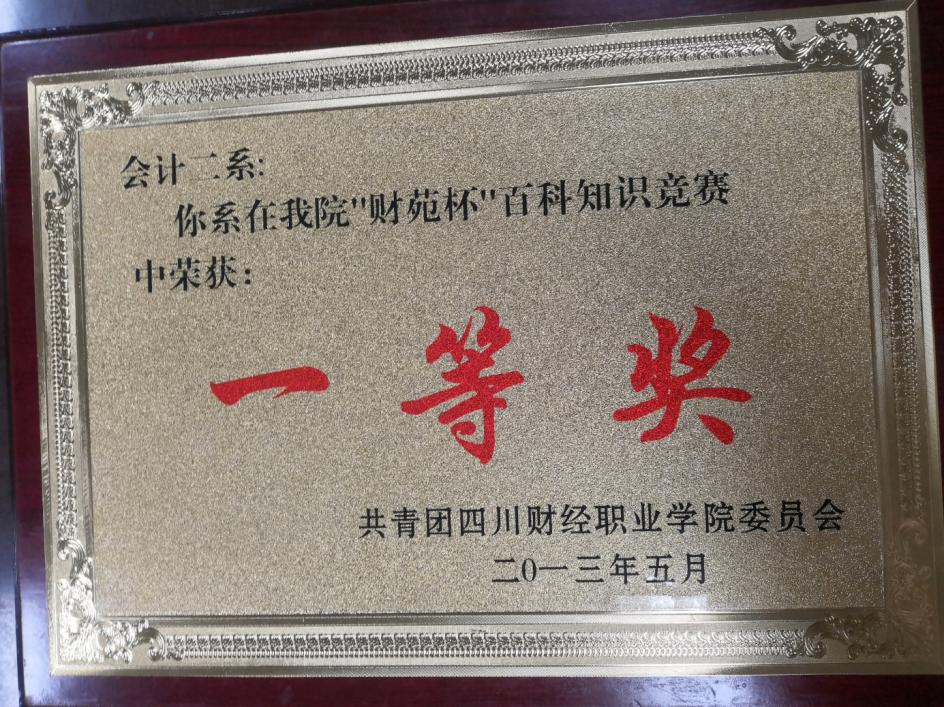 会计二系:
你系在我院"财苑杯"百科知识竞赛
中荣获：
一等奖
共青团四川财经职业学院委员会
二0一三年五月